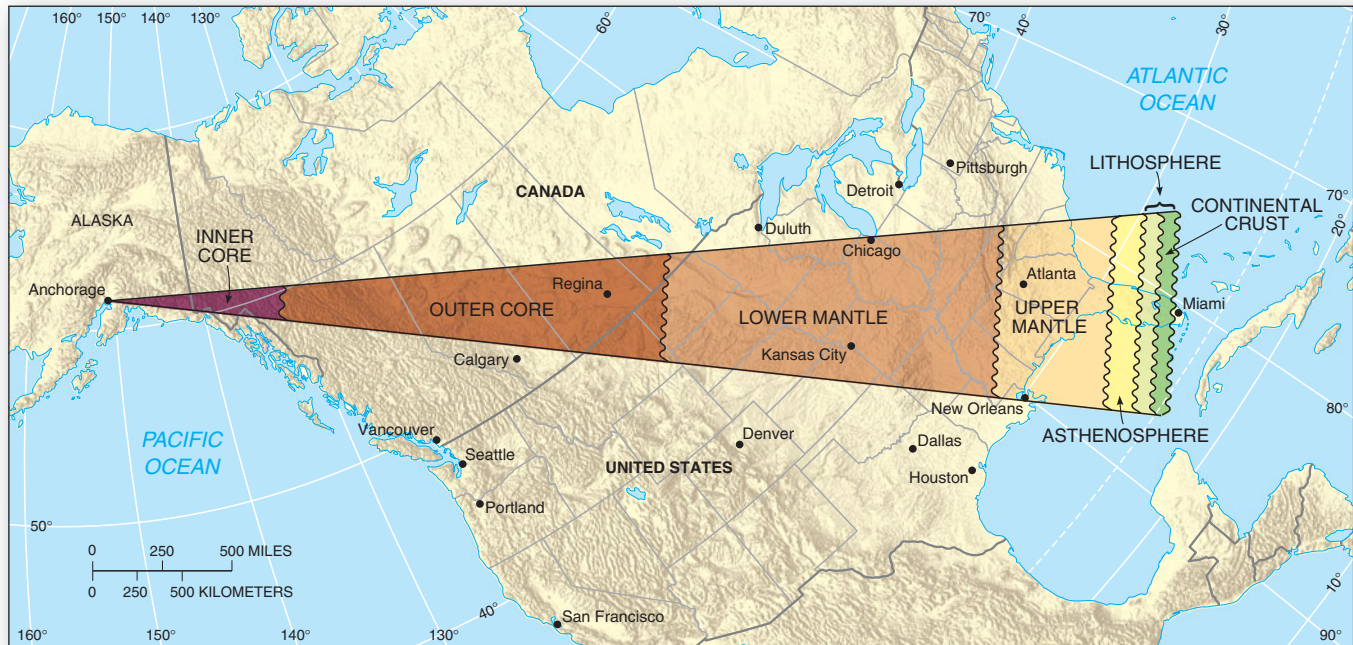 160°
150°
140°
130°
60°
70°
40°
30°
ATLANTIC
OCEAN
Pittsburgh
LITHOSPHERE
Detroit
CANADA
70°
20°
CONTINENTAL
CRUST
ALASKA
INNER
CORE
Duluth
Chicago
Anchorage
Regina
Atlanta
Miami
OUTER CORE
LOWER MANTLE
UPPER
MANTLE
Kansas City
Calgary
New Orleans
80°
Vancouver
Denver
ASTHENOSPHERE
PACIFIC
OCEAN
Seattle
UNITED STATES
Dallas
Houston
Portland
50°
0 250 500 MILES
0 250 500 KILOMETERS
10°
40°
San Francisco
160°
150°
140°
130°
90°